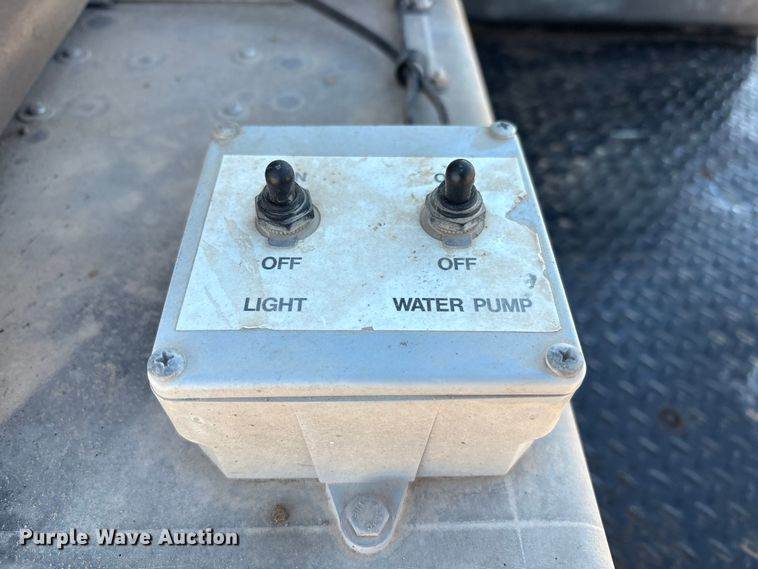 OFF OFF
LIGHT WATER PUMP
Purple Wave Auction